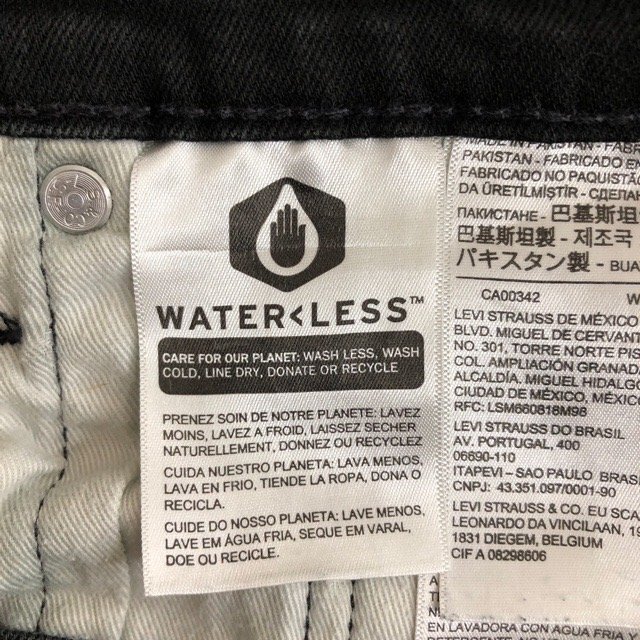 WATER<LESS™
CARE FOR OUR PLANET: WASH LESS, WASH
COLD, LINE DRY, DONATE OR RECYCLE
PRENEZ SOIN DE NOTRE PLANETE: LAVEZ
MOINS, LAVEZ A FROID, LAISSEZ SECHER
NATURELLEMENT, DONNEZ OU RECYCLEZ
CUIDA NUESTRO PLANETA: LAVA MENOS,
LAVA EN FRIO, TIENDE LA ROPA, DONA O
RECICLA.
CUIDE DO NOSSO PLANETA: LAVE MENOS,
LAVE EM ÁGUA FRIA, SEQUE EM VARAL,
DOE OU RECICLE.
MADE IN PAKISTAN - FABR
PAKISTAN - FABRICADO EN
FABRICADO NO PAQUISTÃ
DA ÜRETİLMİŞTİR - СДЕЛАН
ПАКИСТАНЕ - 巴基斯坦
巴基斯坦製 - 제조국
パキスタン製 - BUA
CA00342 W
LEVI STRAUSS DE MÉXICO
BLVD. MIGUEL DE CERVANT
NO. 301, TORRE NORTE PIS
COL. AMPLIACIÓN GRANADA
ALCALDÍA. MIGUEL HIDALG
CIUDAD DE MÉXICO, MÉXICO
RFC: LSM660818M98
LEVI STRAUSS DO BRASIL
AV. PORTUGAL, 400
06690-110
ITAPEVI - SAO PAULO BRASIL
CNPJ: 43.351.097/0001-90
LEVI STRAUSS & CO. EU SCA
LEONARDO DA VINCILAAN, 19
1831 DIEGEM, BELGIUM
CIF A 08298606
EN LAVADORA CON AGUA FRIA Y